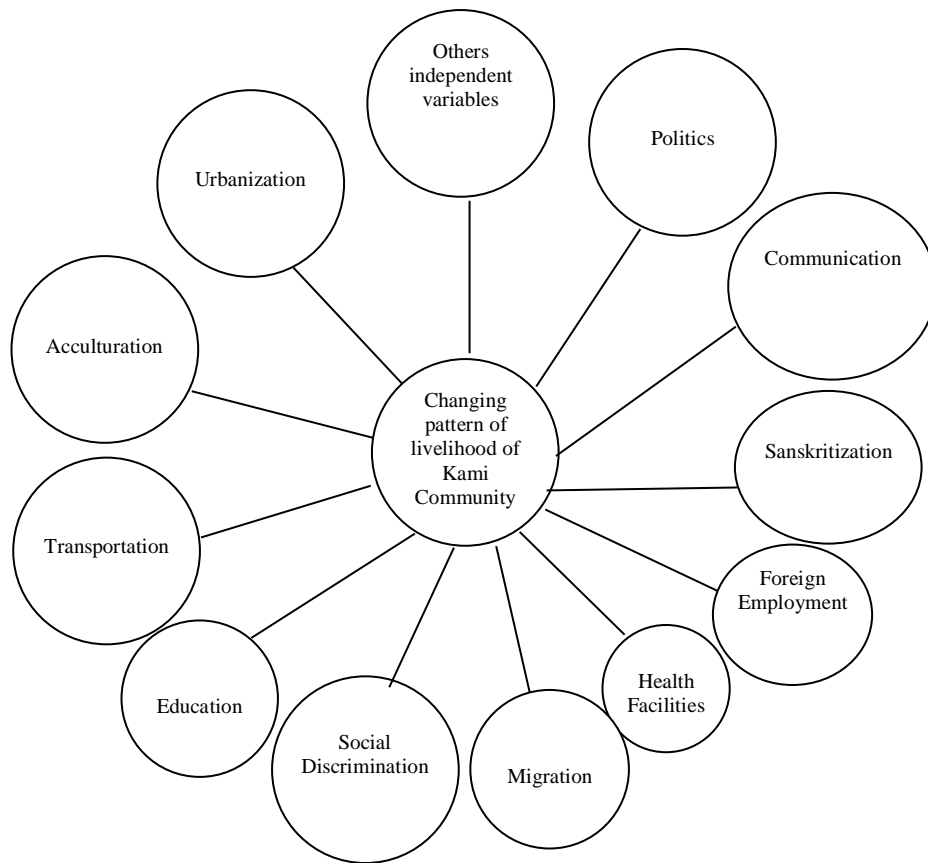 Others
independent
variables
Politics
Urbanization
Communication
Acculturation
Changing
pattern of
livelihood of
Kami
Community
Sanskritization
Transportation
Foreign
Employment
Health
Facilities
Education
Social
Discrimination
Migration